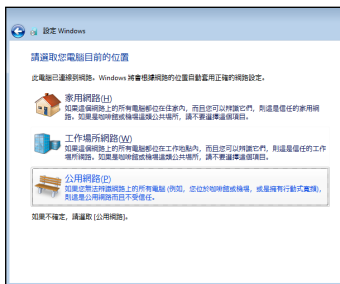 設定 Windows
請選取您電腦目前的位置
此電腦已連線到網路。Windows 將會根據網路的位置自動套用正確的網路設定。
家用網路(H)
如果這個網路上的所有電腦都位在住家內，而且您可以辨識它們，則這是信任的家用網
路。如果是咖啡館或機場這類公共場所，請不要選擇這個項目。
工作場所網路(W)
如果這個網路上的所有電腦都位在工作地點內，而且您可以辨識它們，則這是信任的工作
場所網路。如果是咖啡館或機場這類公共場所，請不要選擇這個項目。
公用網路(P)
如果您無法辨識網路上的所有電腦 (例如，您位於咖啡館或機場，或是擁有行動式寬頻)，
則這是公用網路而且不受信任。
如果不確定，請選取 [公用網路]。